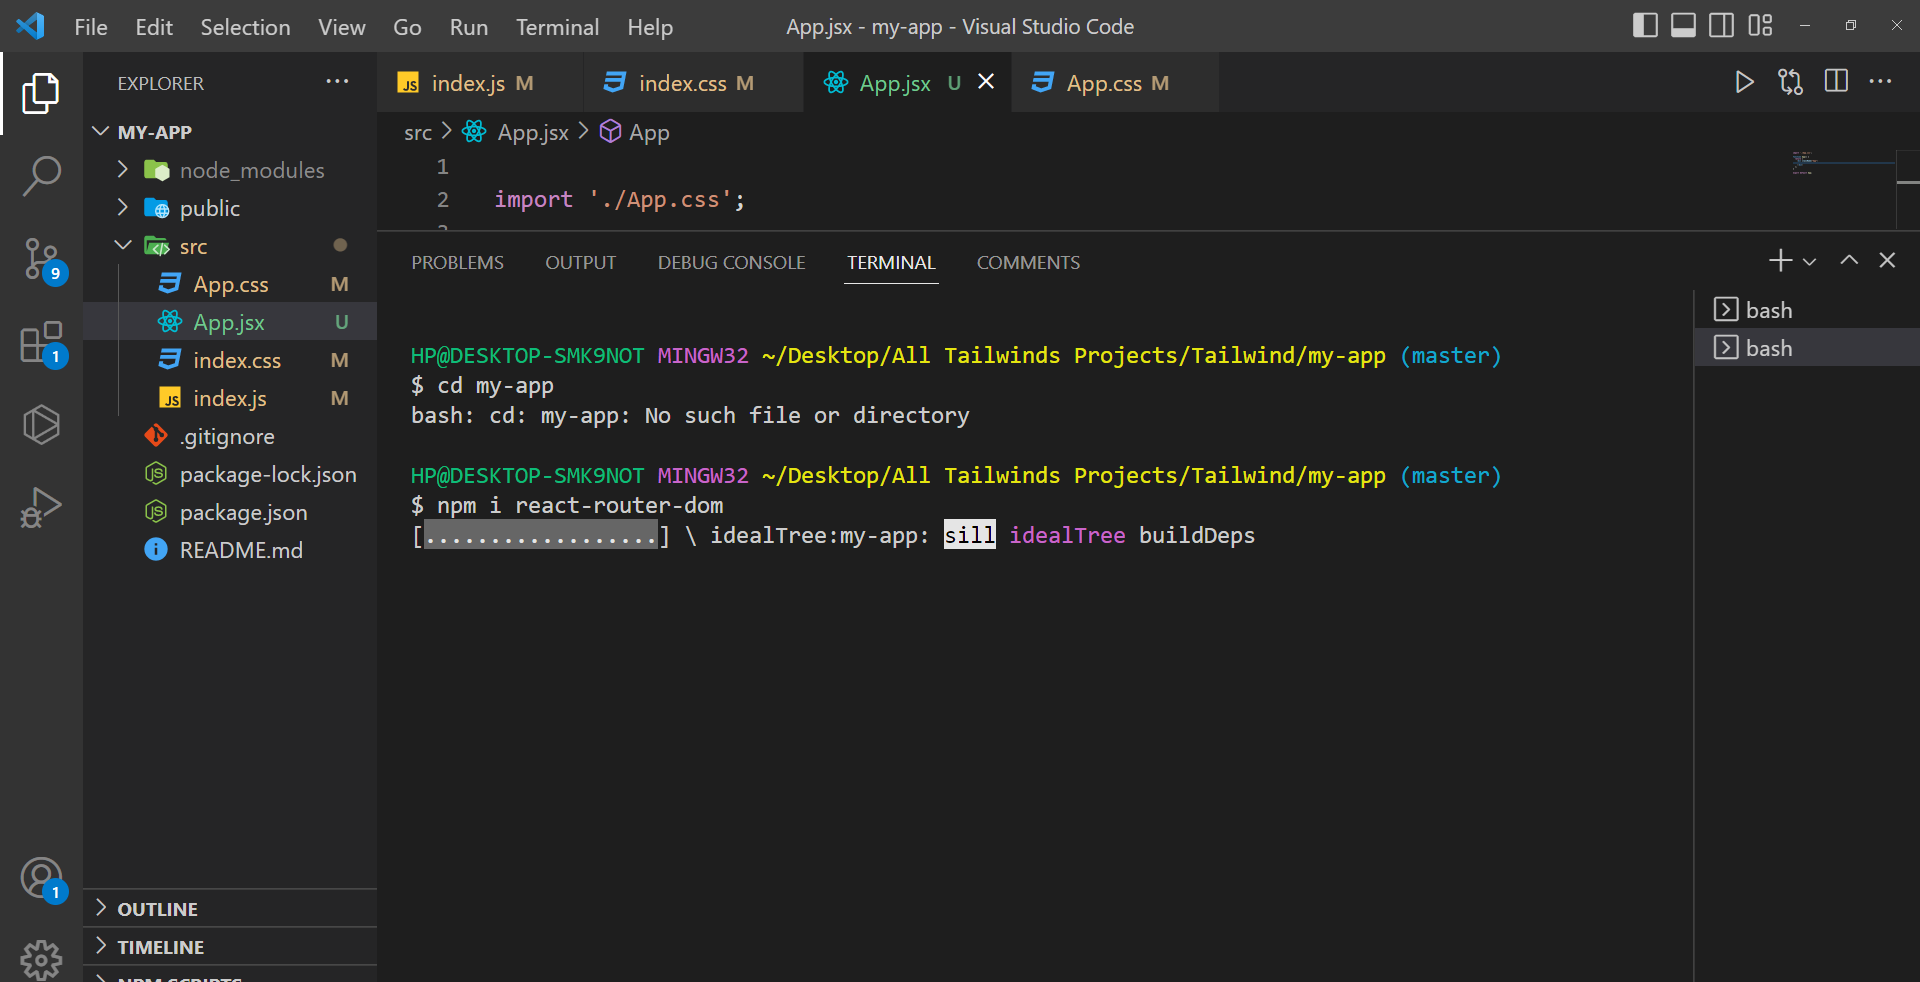 File Edit Selection View Go Run Terminal Help App.jsx - my-app - Visual Studio Code
EXPLORER
MY-APP
node_modules
public
src
App.css M
App.jsx U
index.css M
index.js M
.gitignore
package-lock.json
package.json
README.md
OUTLINE
TIMELINE
NPM SCRIPTS
9
1
1
index.js M index.css M App.jsx U App.css M
src App.jsx App
1
2 import './App.css';
3
PROBLEMS OUTPUT DEBUG CONSOLE TERMINAL COMMENTS
HP@DESKTOP-SMK9NOT MINGW32 ~/Desktop/All Tailwinds Projects/Tailwind/my-app (master)
$ cd my-app
bash: cd: my-app: No such file or directory
HP@DESKTOP-SMK9NOT MINGW32 ~/Desktop/All Tailwinds Projects/Tailwind/my-app (master)
$ npm i react-router-dom
[..................] \ idealTree:my-app: sill idealTree buildDeps
bash
bash